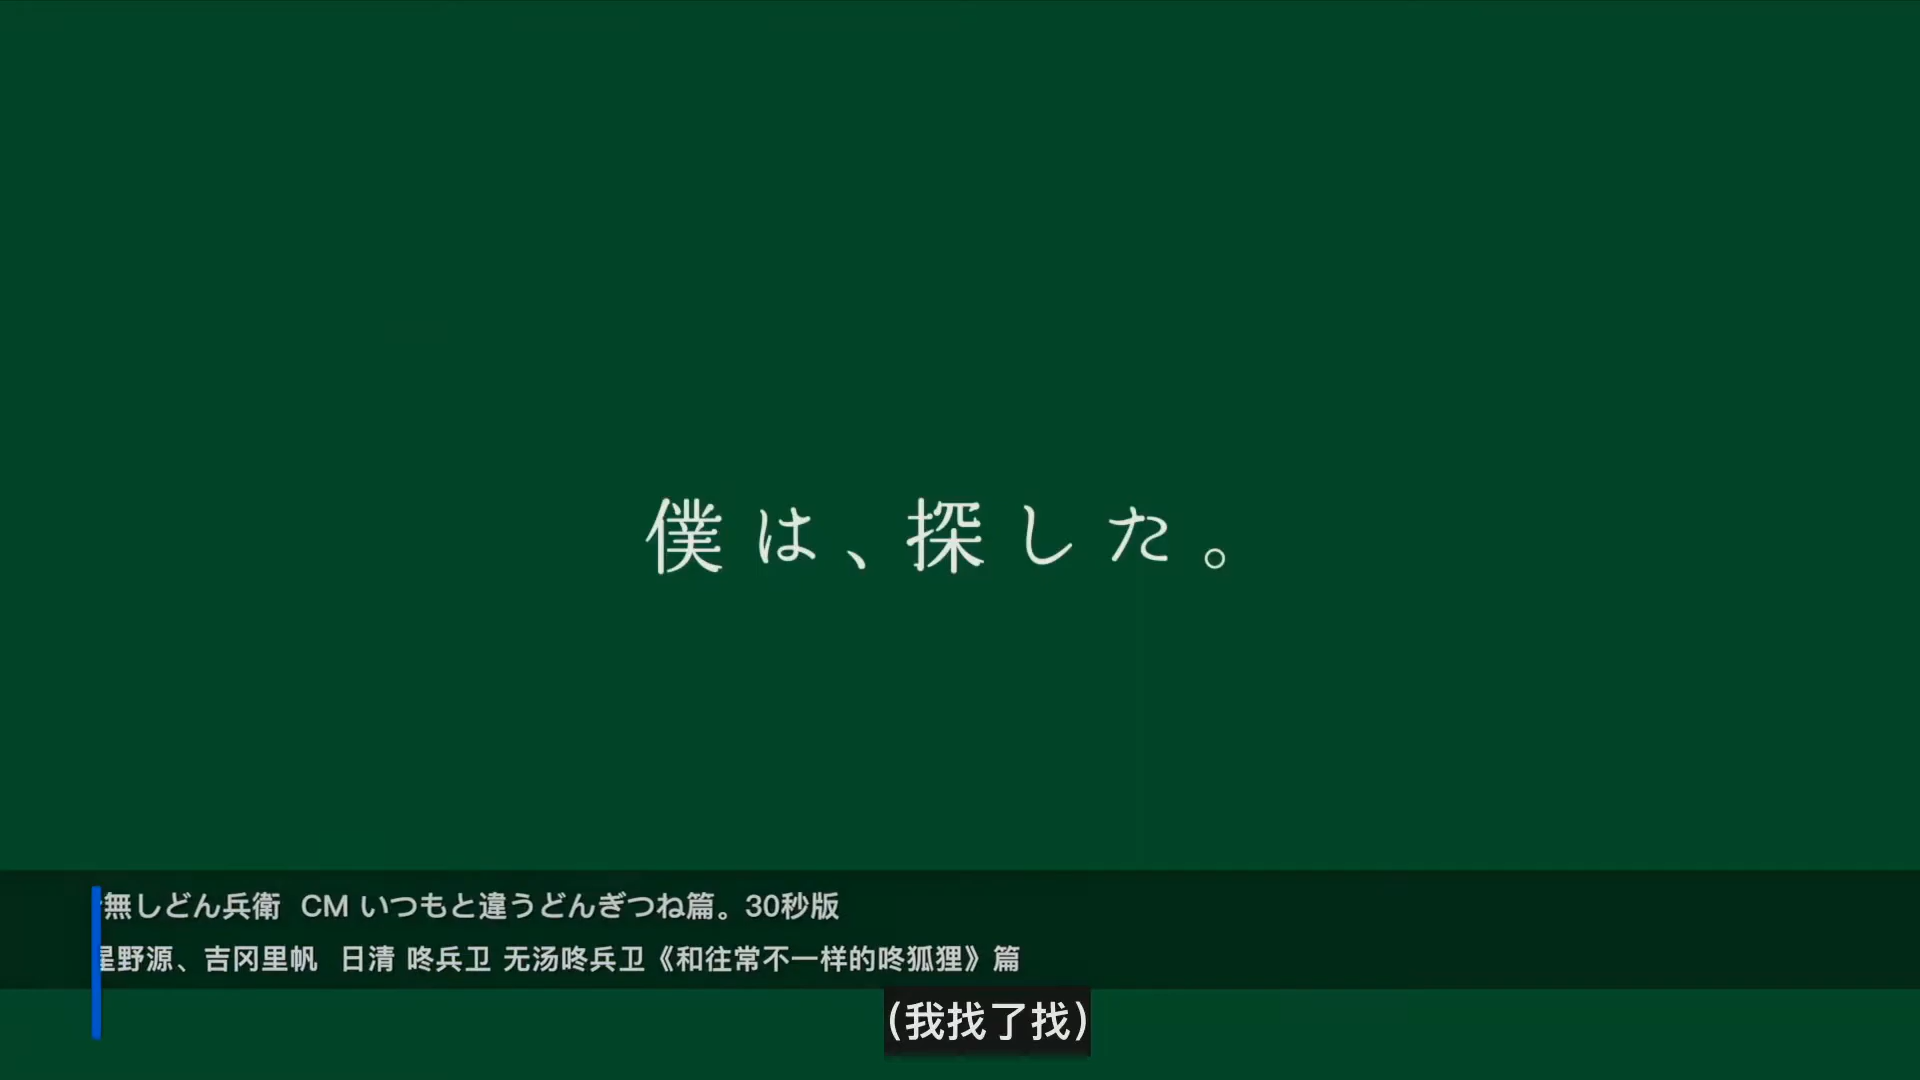 僕は、探した。
無しどん兵衛 CM いつもと違うどんぎつね篇。30秒版
星野源、吉冈里帆 日清 咚兵卫 无汤咚兵卫《和往常不一样的咚狐狸》篇
(我找了找)